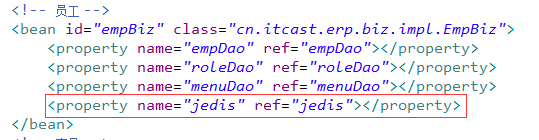 <!-- 员工 -->
<bean id="empBiz" class="cn.itcast.erp.biz.impl.EmpBiz">
<property name="empDao" ref="empDao"></property>
<property name="roleDao" ref="roleDao"></property>
<property name="menuDao" ref="menuDao"></property>
<property name="jedis" ref="jedis"></property>
</bean>